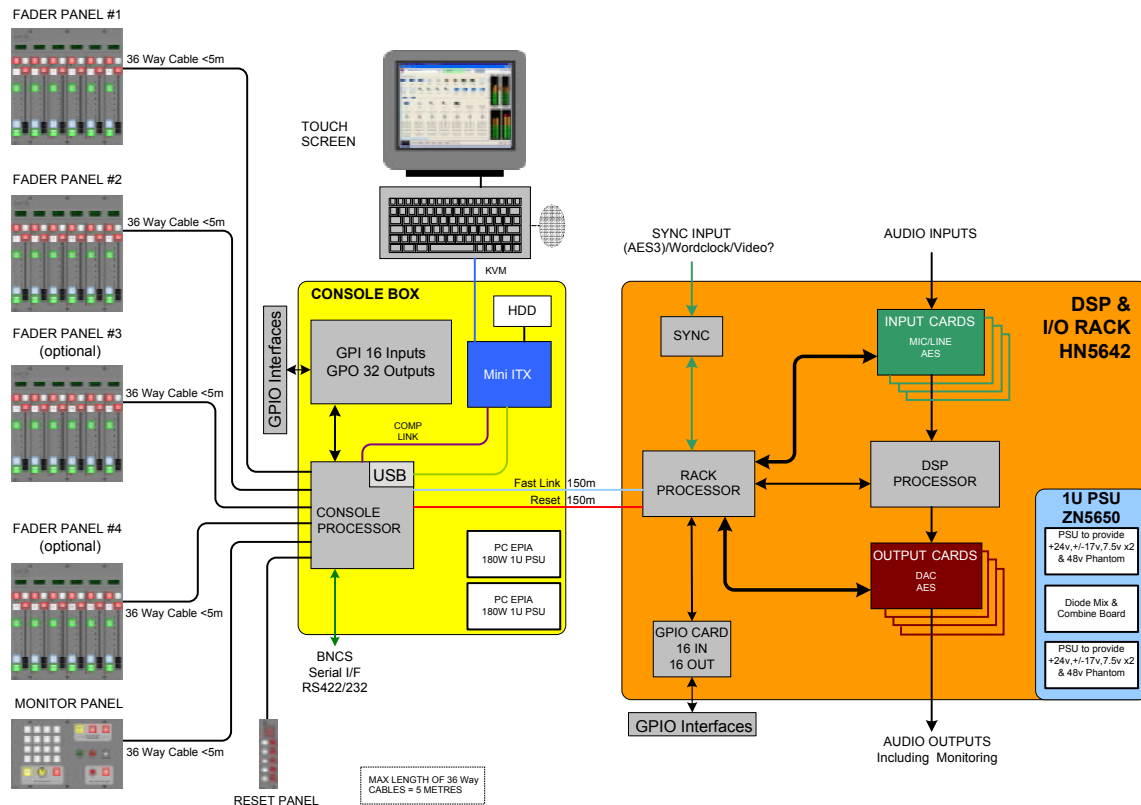 FADER PANEL #1
36 Way Cable <5m
FADER PANEL #2
36 Way Cable <5m
FADER PANEL #3
(optional)
36 Way Cable <5m
FADER PANEL #4
(optional)
36 Way Cable <5m
MONITOR PANEL
36 Way Cable <5m
RESET PANEL
MAX LENGTH OF 36 Way
CABLES = 5 METRES
TOUCH
SCREEN
KVM
CONSOLE BOX
HDD
GPIO Interfaces
GPI 16 Inputs
GPO 32 Outputs
Mini ITX
COMP
LINK
USB
CONSOLE
PROCESSOR
PC EPIA
180W 1U PSU
PC EPIA
180W 1U PSU
BNCS
Serial I/F
RS422/232
Fast Link 150m
Reset 150m
SYNC INPUT
(AES3)/Wordclock/Video?
AUDIO INPUTS
DSP &
I/O RACK
HN5642
SYNC
INPUT CARDS
MIC/LINE
AES
RACK
PROCESSOR
DSP
PROCESSOR
OUTPUT CARDS
DAC
AES
GPIO CARD
16 IN
16 OUT
GPIO Interfaces
1U PSU
ZN5650
PSU to provide
+24v,+/-17v,7.5v x2
& 48v Phantom
Diode Mix &
Combine Board
PSU to provide
+24v,+/-17v,7.5v x2
& 48v Phantom
AUDIO OUTPUTS
Including Monitoring